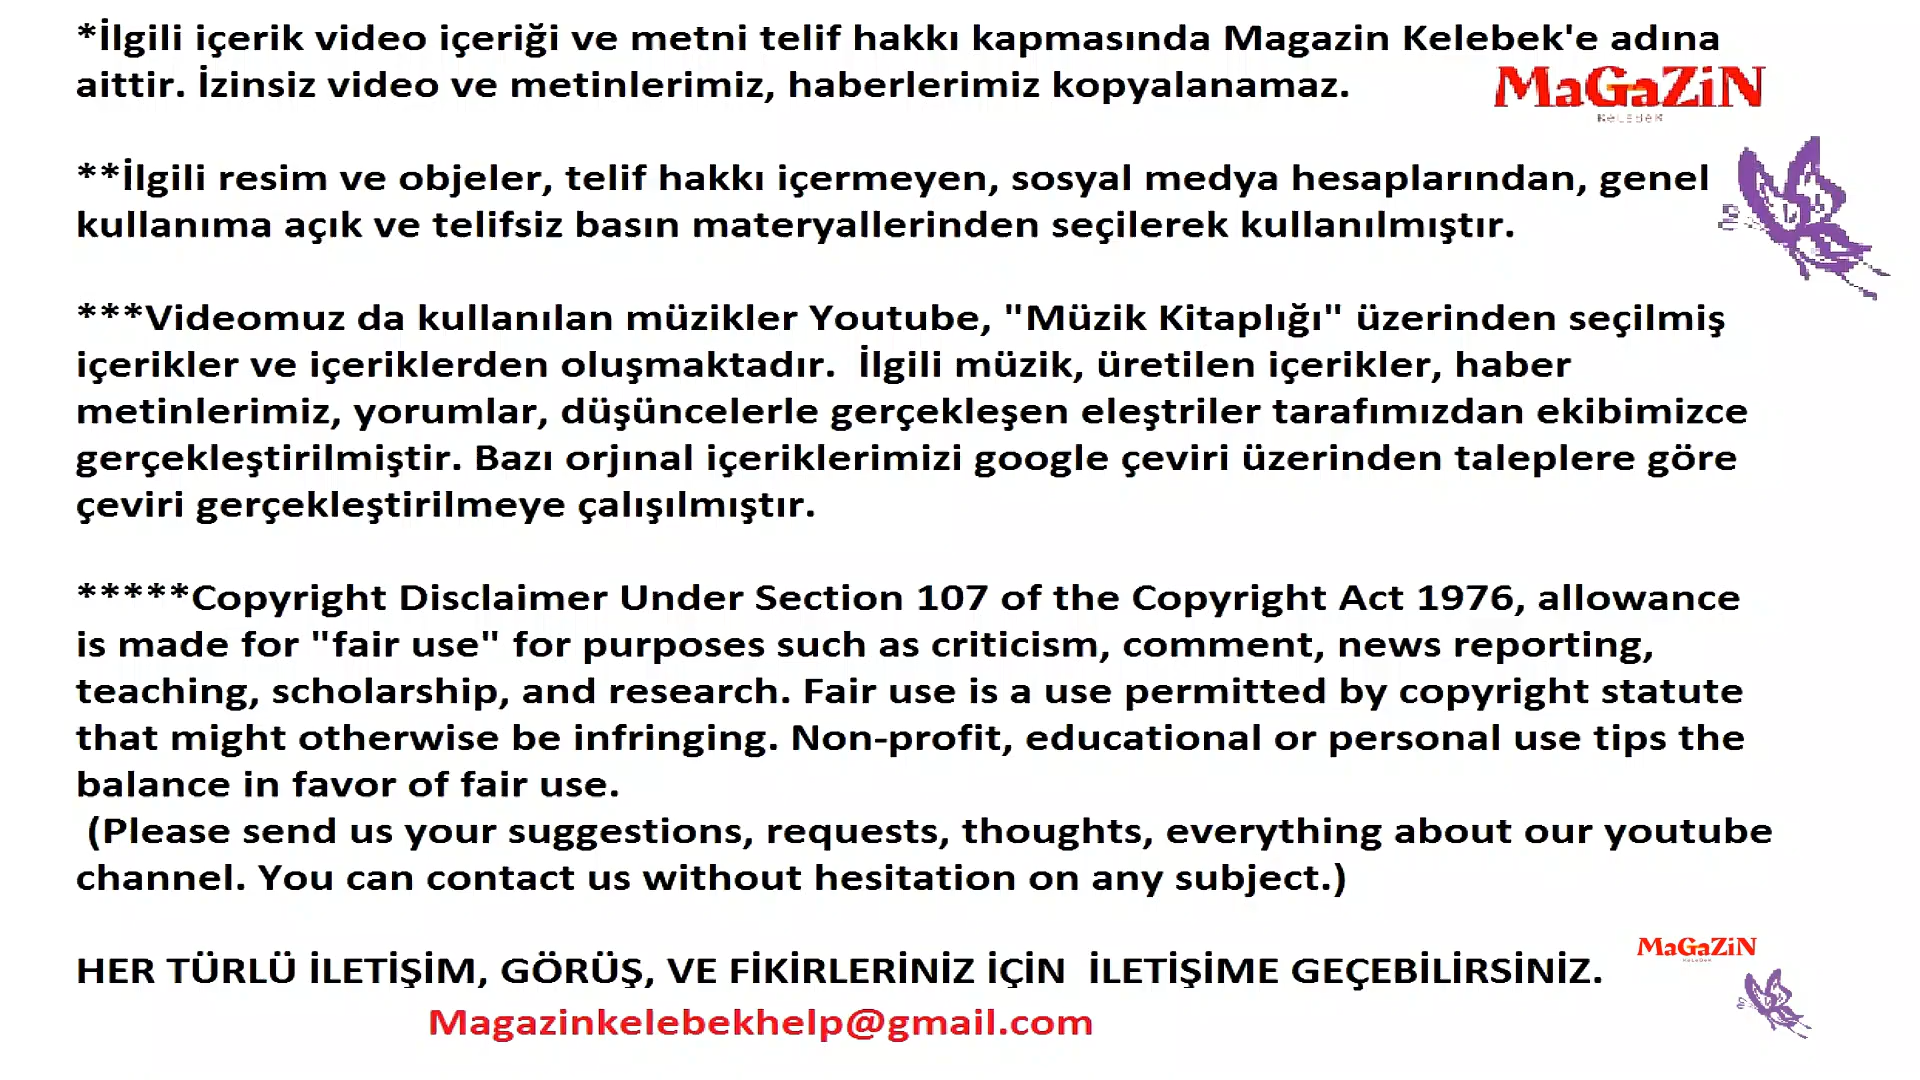 *İlgili içerik video içeriği ve metni telif hakkı kapmasında Magazin Kelebek'e adına
aittir. İzinsiz video ve metinlerimiz, haberlerimiz kopyalanamaz.
MaGaZiN
KeLebeK
**İlgili resim ve objeler, telif hakkı içermeyen, sosyal medya hesaplarından, genel
kullanıma açık ve telifsiz basın materyallerinden seçilerek kullanılmıştır.
***Videomuz da kullanılan müzikler Youtube, "Müzik Kitaplığı" üzerinden seçilmiş
içerikler ve içeriklerden oluşmaktadır.  İlgili müzik, üretilen içerikler, haber
metinlerimiz, yorumlar, düşüncelerle gerçekleşen eleştriler tarafımızdan ekibimizce
gerçekleştirilmiştir. Bazı orjınal içeriklerimizi google çeviri üzerinden taleplere göre
çeviri gerçekleştirilmeye çalışılmıştır.
*****Copyright Disclaimer Under Section 107 of the Copyright Act 1976, allowance
is made for "fair use" for purposes such as criticism, comment, news reporting,
teaching, scholarship, and research. Fair use is a use permitted by copyright statute
that might otherwise be infringing. Non-profit, educational or personal use tips the
balance in favor of fair use.
(Please send us your suggestions, requests, thoughts, everything about our youtube
channel. You can contact us without hesitation on any subject.)
MaGaZiN
HER TÜRLÜ İLETİŞİM, GÖRÜŞ, VE FİKİRLERİNİZ İÇİN  İLETİŞİME GEÇEBİLİRSİNİZ.
Magazinkelebekhelp@gmail.com